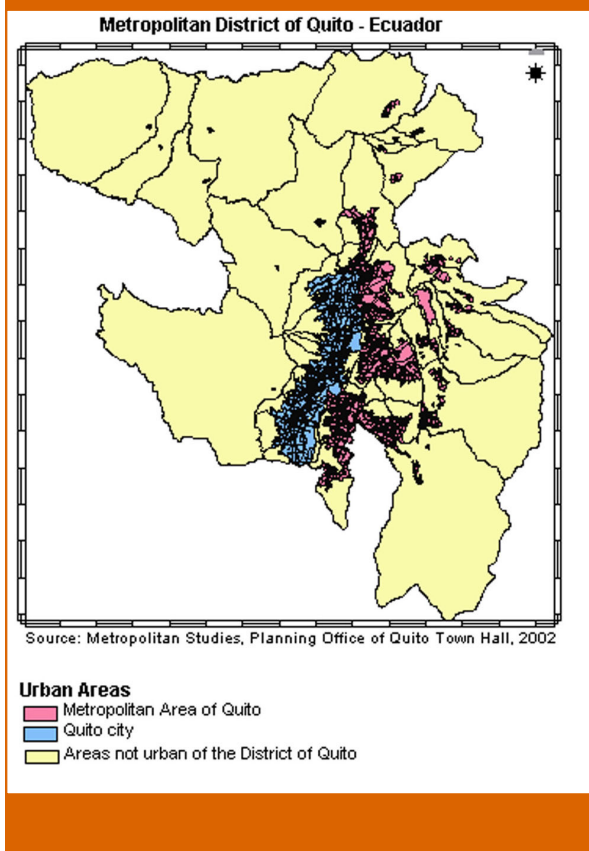 Metropolitan District of Quito - Ecuador
Source: Metropolitan Studies, Planning Office of Quito Town Hall, 2002
Urban Areas
Metropolitan Area of Quito
Quito city
Areas not urban of the District of Quito